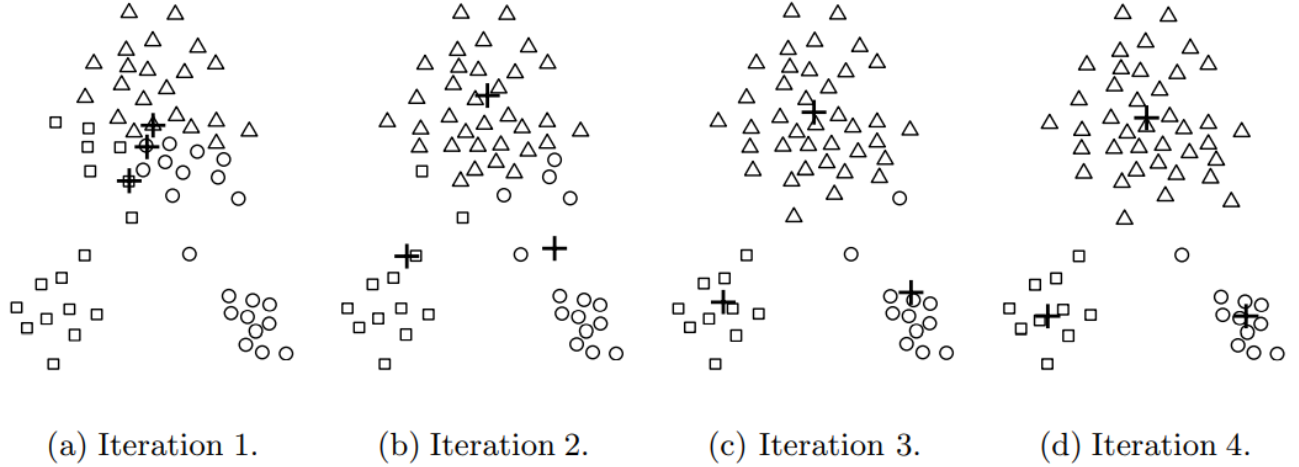 (a) Iteration 1.
(b) Iteration 2.
(c) Iteration 3.
(d) Iteration 4.